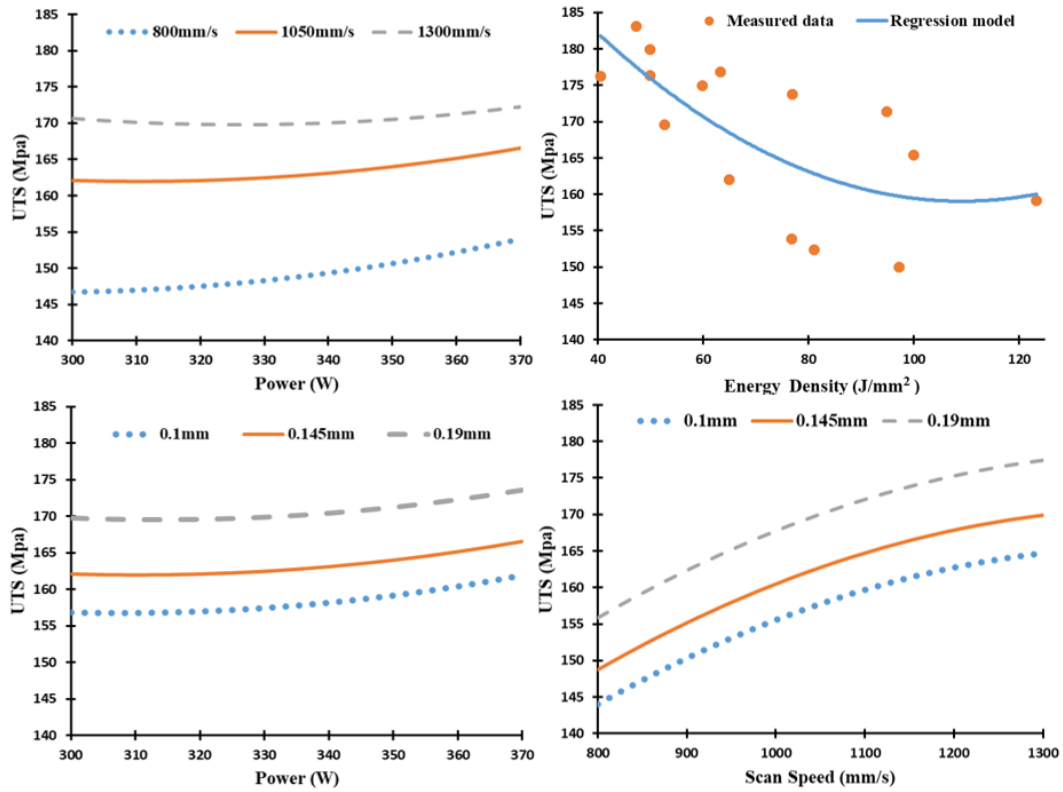 800mm/s 1050mm/s 1300mm/s
185
180
175
170
165
160
155
150
145
140
UTS (Mpa)
300 310 320 330 340 350 360 370
Power (W)
Measured data Regression model
185
180
175
170
165
160
155
150
145
140
UTS (Mpa)
40 60 80 100 120
Energy Density (J/mm²)
0.1mm 0.145mm 0.19mm
185
180
175
170
165
160
155
150
145
140
UTS (Mpa)
300 310 320 330 340 350 360 370
Power (W)
0.1mm 0.145mm 0.19mm
185
180
175
170
165
160
155
150
145
140
UTS (Mpa)
800 900 1000 1100 1200 1300
Scan Speed (mm/s)